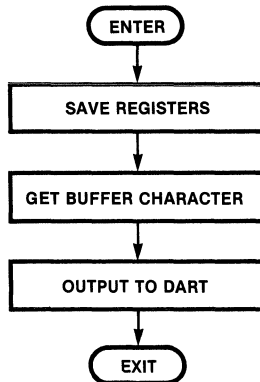 ENTER
SAVE REGISTERS
GET BUFFER CHARACTER
OUTPUT TO DART
EXIT